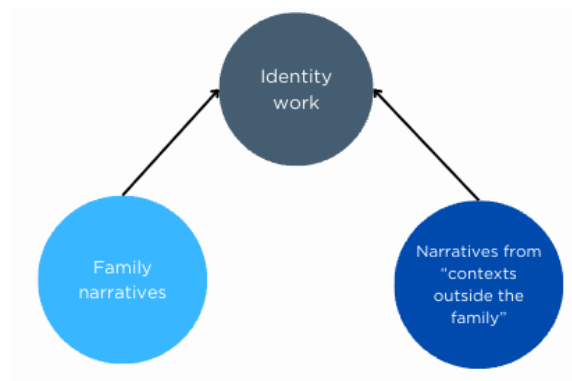 Identity
work
Family
narratives
Narratives from
“contexts
outside the
family”